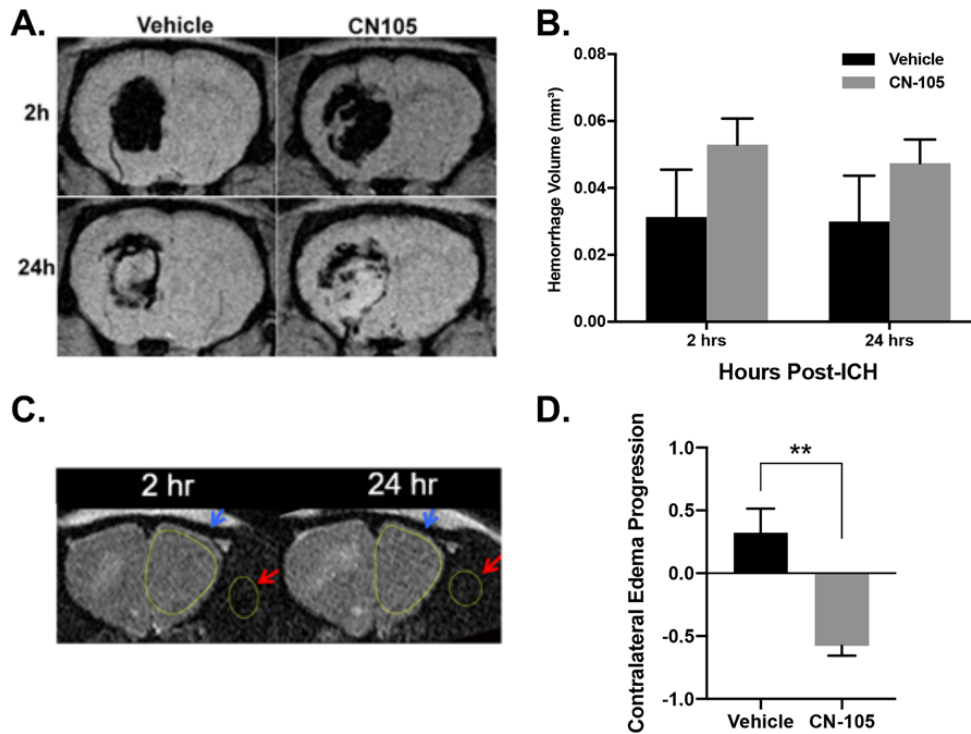 A.
Vehicle
CN105
2h
24h
B.
Hemorrhage Volume (mm³)
0.08
0.06
0.04
0.02
0.00
Vehicle
CN-105
2 hrs
24 hrs
Hours Post-ICH
C.
2 hr
24 hr
D.
Contralateral Edema Progression
1.0
0.5
0.0
-0.5
-1.0
**
Vehicle
CN-105